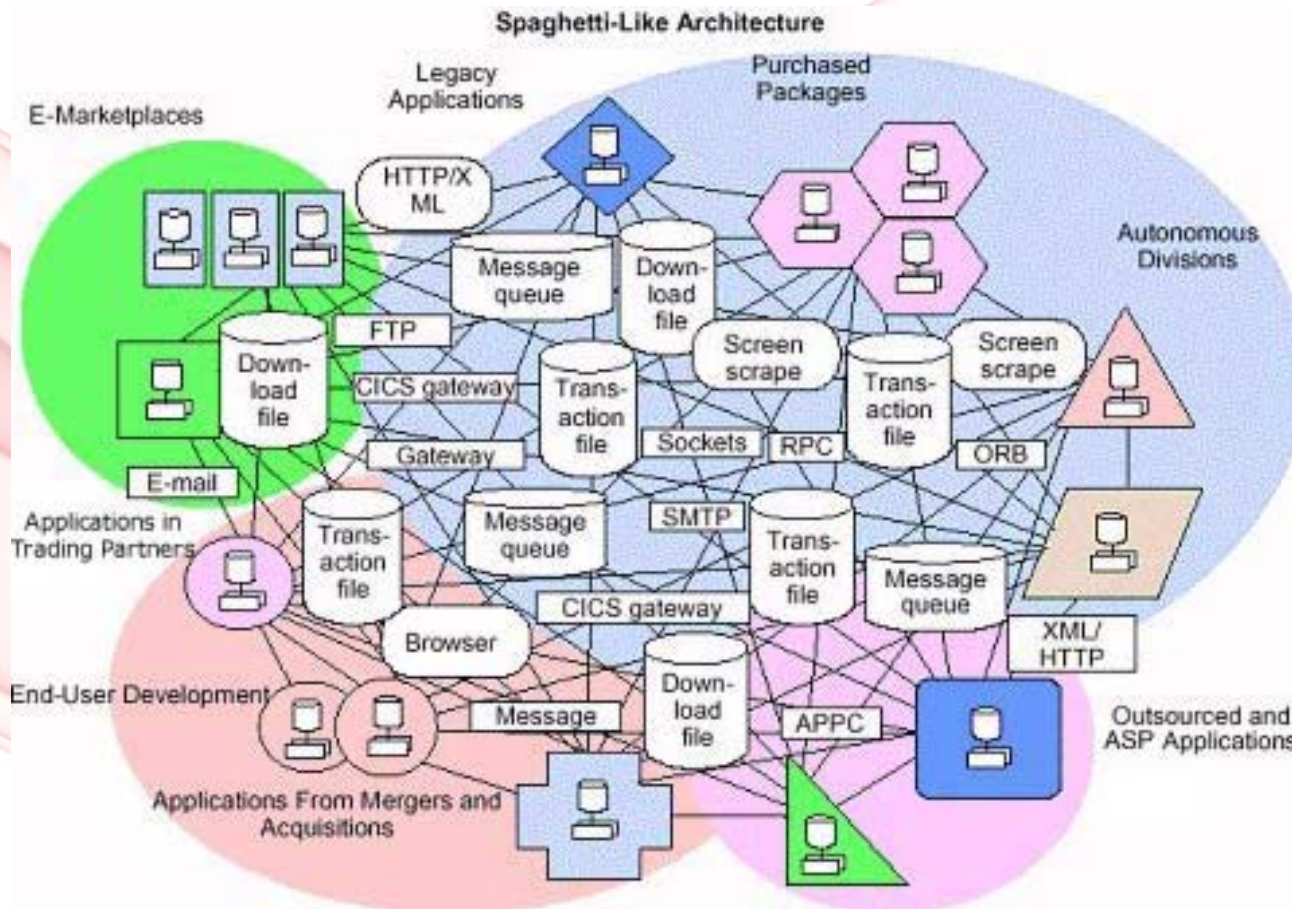 Spaghetti-Like Architecture
Legacy
Applications
Purchased
Packages
E-Marketplaces
HTTP/X
ML
Autonomous
Divisions
Message
queue
Down-
load
file
FTP
Down-
load
file
Screen
scrape
Screen
scrape
CICS gateway
Trans-
action
file
Trans-
action
file
Gateway
Sockets
RPC
ORB
E-mail
Applications in
Trading Partners
Trans-
action
file
Message
queue
SMTP
Trans-
action
file
Message
queue
CICS gateway
Browser
XML/
HTTP
End-User Development
Message
Down-
load
file
APPC
Outsourced and
ASP Applications
Applications From Mergers and
Acquisitions